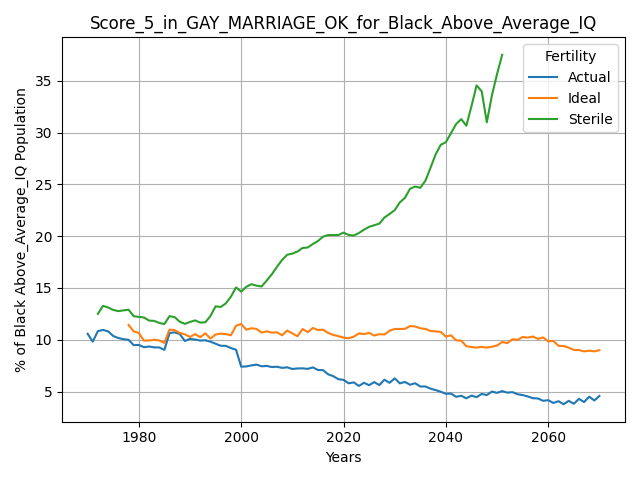 Score_5_in_GAY_MARRIAGE_OK_for_Black_Above_Average_IQ
% of Black Above_Average_IQ Population
35
30
25
20
15
10
5
Fertility
Actual
Ideal
Sterile
1980 2000 2020 2040 2060
Years